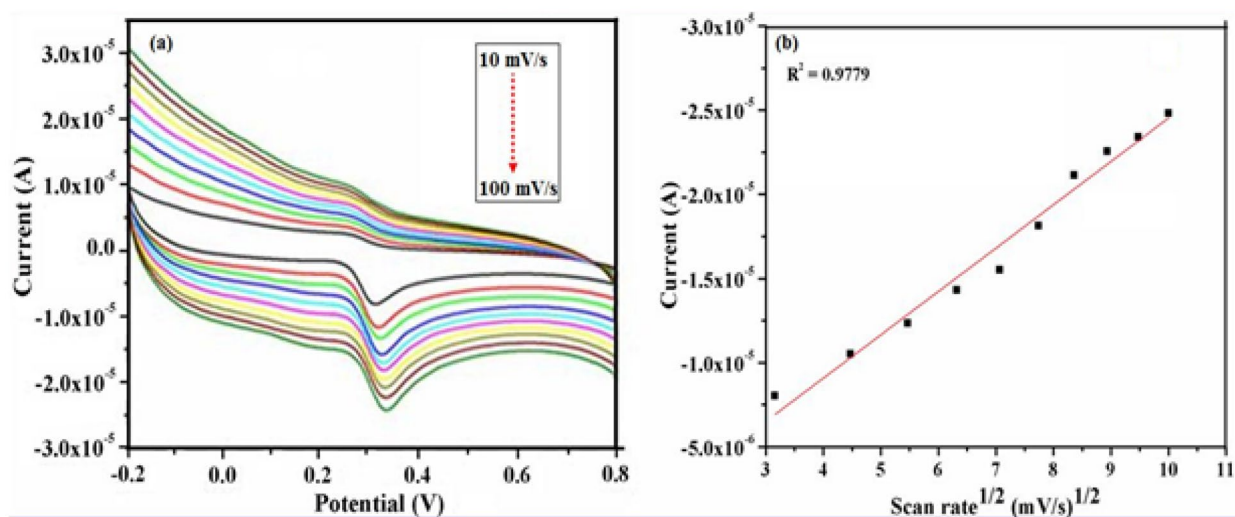 (a)
10 mV/s
100 mV/s
Current (A)
3.0x10⁻⁵
2.0x10⁻⁵
1.0x10⁻⁵
0.0
-1.0x10⁻⁵
-2.0x10⁻⁵
-3.0x10⁻⁵
-0.2 0.0 0.2 0.4 0.6 0.8
Potential (V)
(b)
R² = 0.9779
Current (A)
-3.0x10⁻⁵
-2.5x10⁻⁵
-2.0x10⁻⁵
-1.5x10⁻⁵
-1.0x10⁻⁵
-5.0x10⁻⁶
3 4 5 6 7 8 9 10 11
Scan rate^1/2 (mV/s)^1/2